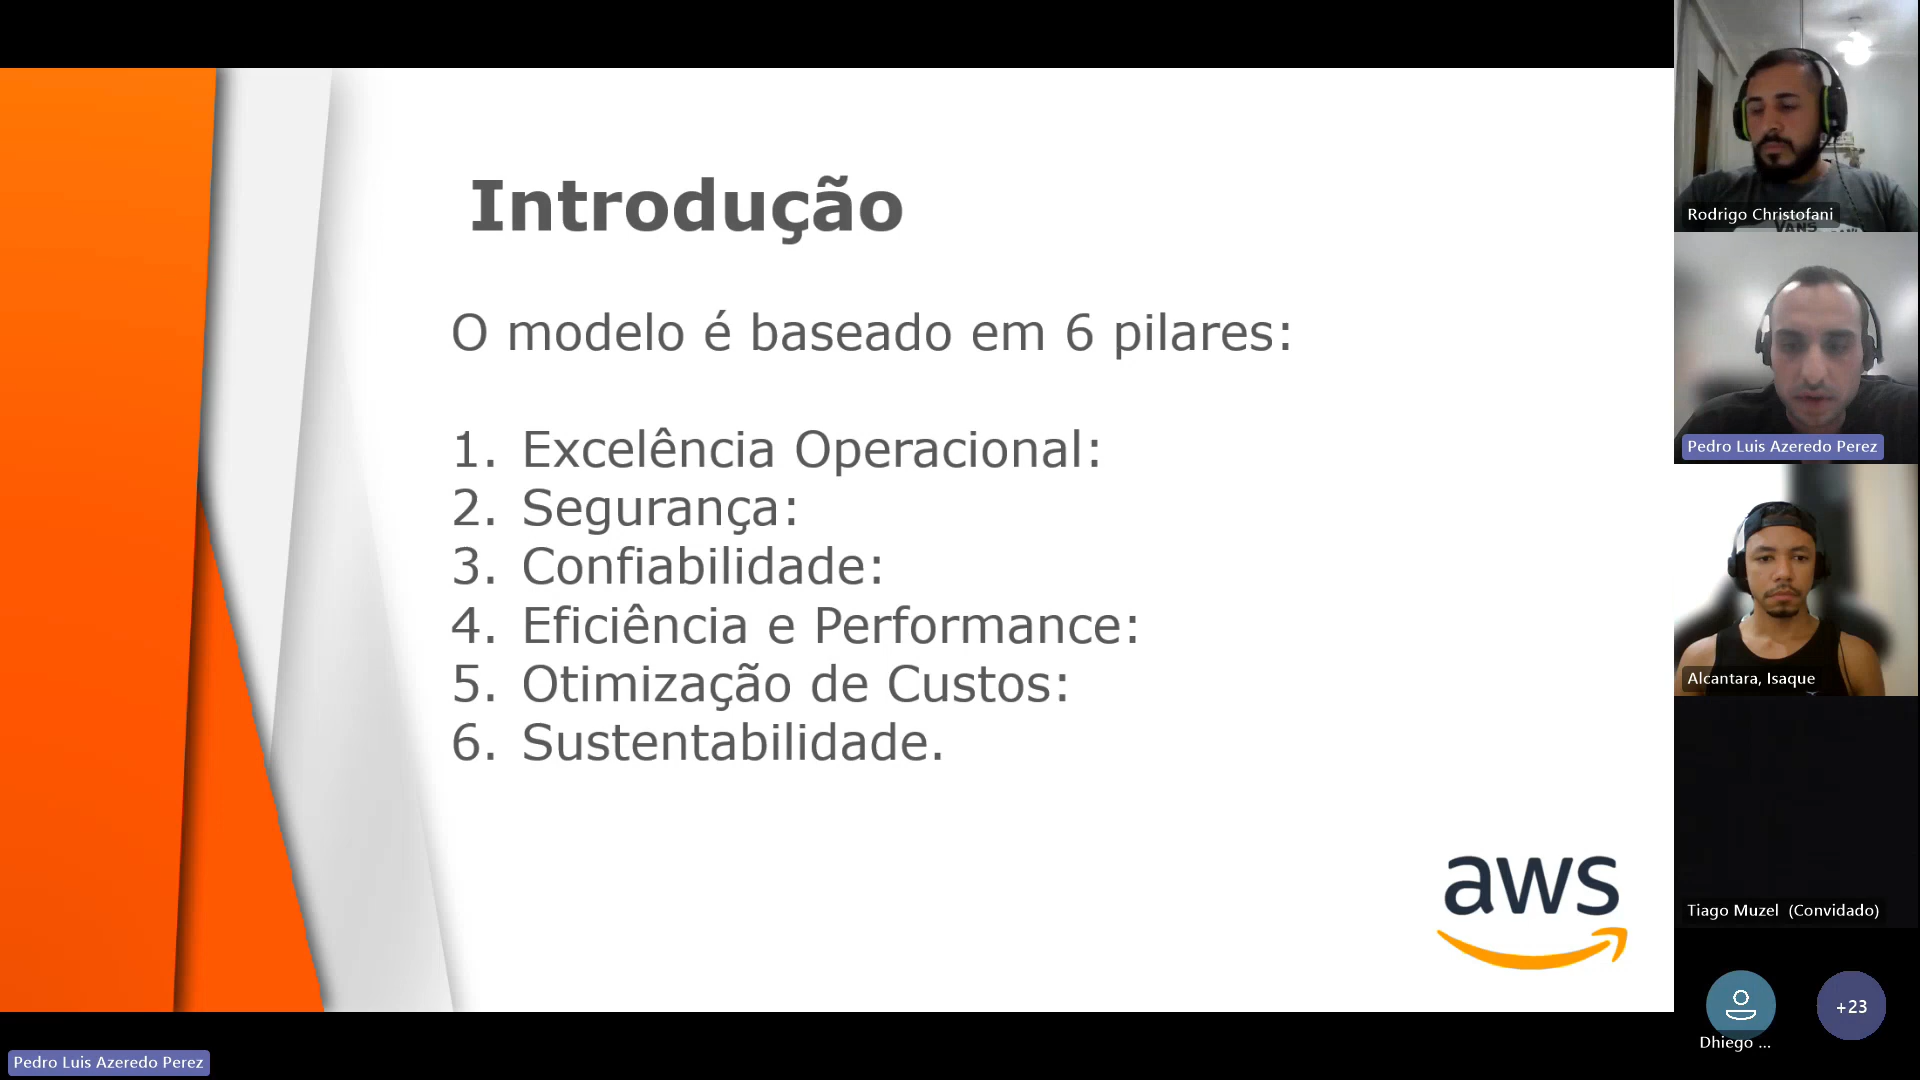 Introdução
O modelo é baseado em 6 pilares:
1. Excelência Operacional:
2. Segurança:
3. Confiabilidade:
4. Eficiência e Performance:
5. Otimização de Custos:
6. Sustentabilidade.
aws
Rodrigo Christofani
VANS
Pedro Luis Azeredo Perez
Alcantara, Isaque
Tiago Muzel (Convidado)
Dhiego ...
+23
Pedro Luis Azeredo Perez